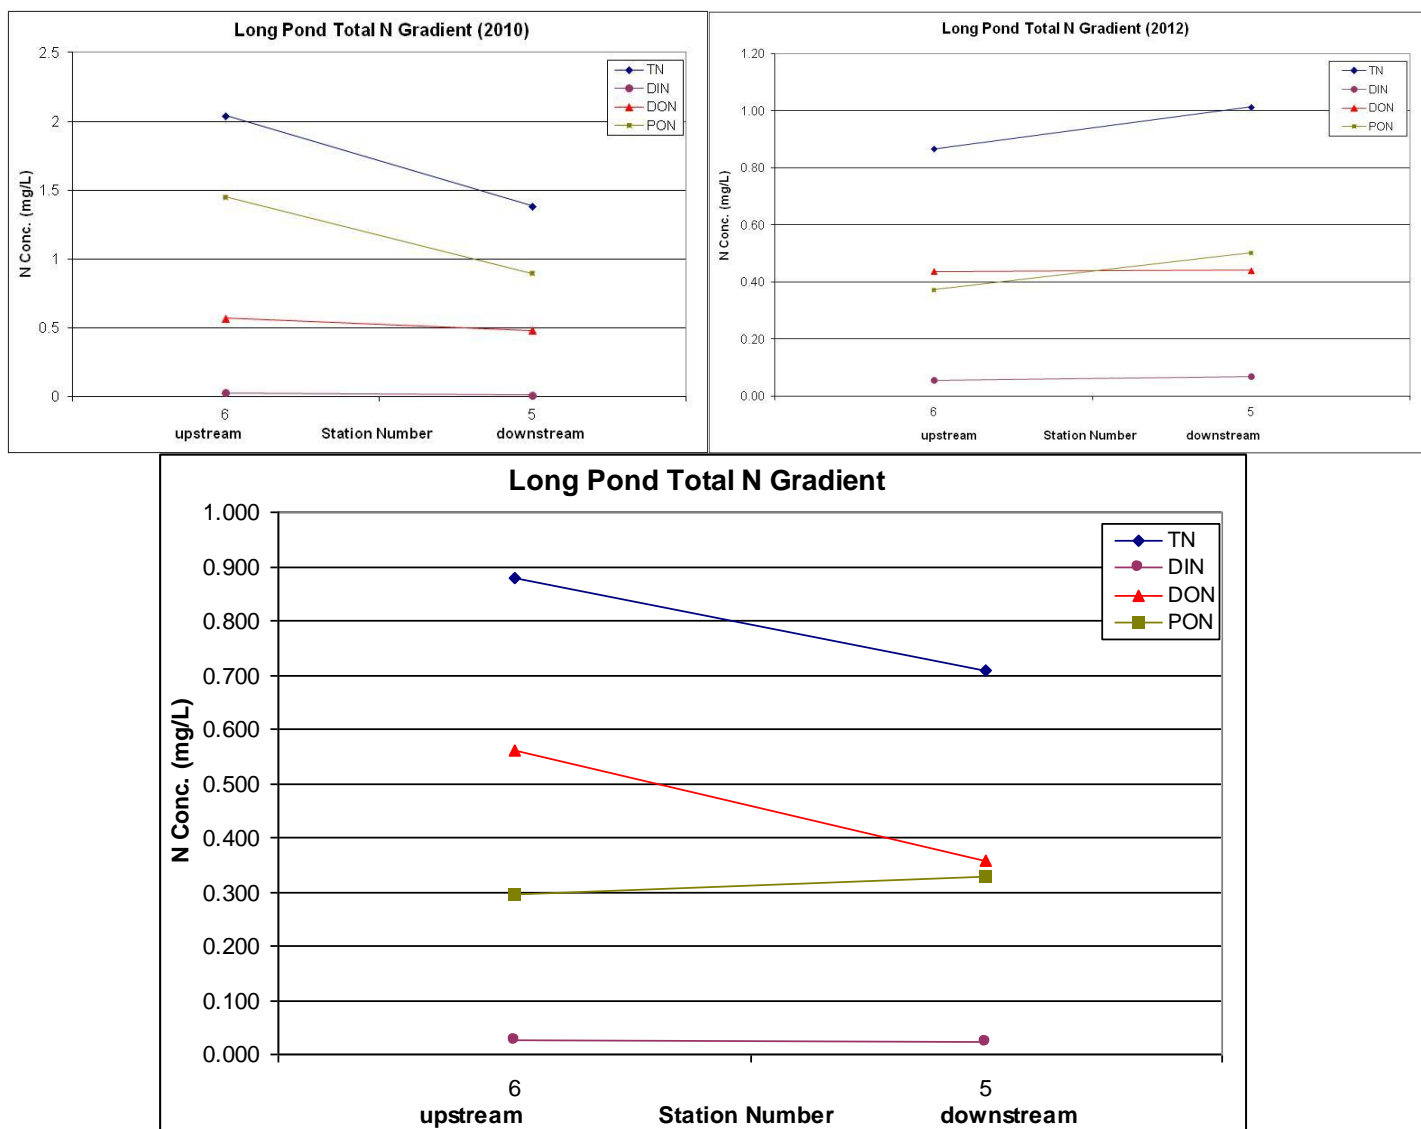 Long Pond Total N Gradient (2010)
2.5
2
1.5
1
0.5
0
N Conc. (mg/L)
TN
DIN
DON
PON
6
5
upstream
Station Number
downstream
Long Pond Total N Gradient (2012)
1.20
1.00
0.80
0.60
0.40
0.20
0.00
N Conc. (mg/L)
TN
DIN
DON
PON
6
5
upstream
Station Number
downstream
Long Pond Total N Gradient
1.000
0.900
0.800
0.700
0.600
0.500
0.400
0.300
0.200
0.100
0.000
N Conc. (mg/L)
TN
DIN
DON
PON
6
5
upstream
Station Number
downstream